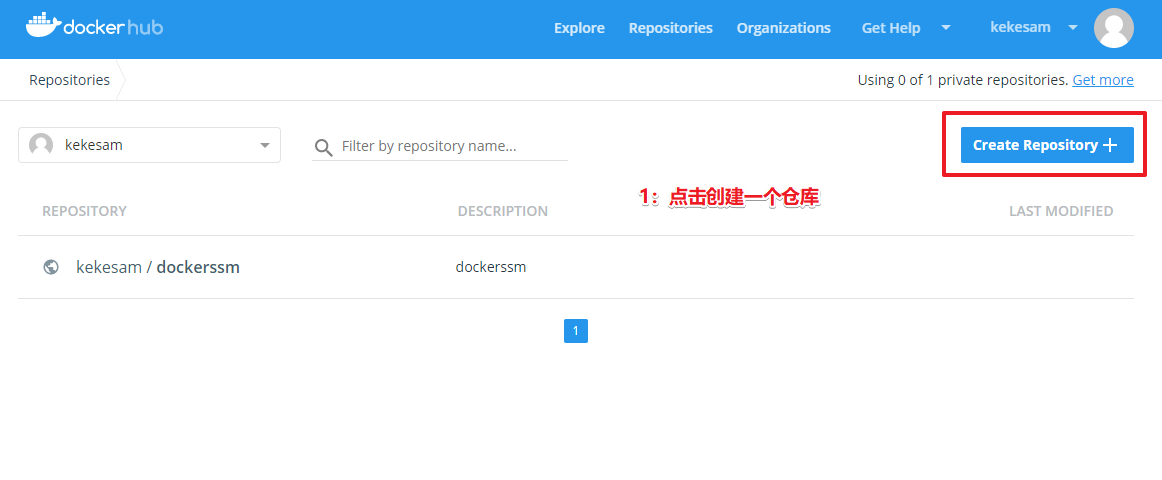 docker hub
Explore Repositories Organizations Get Help kekesam
Repositories
Using 0 of 1 private repositories. Get more
kekesam
Filter by repository name...
Create Repository +
1：点击创建一个仓库
REPOSITORY DESCRIPTION LAST MODIFIED
kekesam / dockerssm dockerssm
1